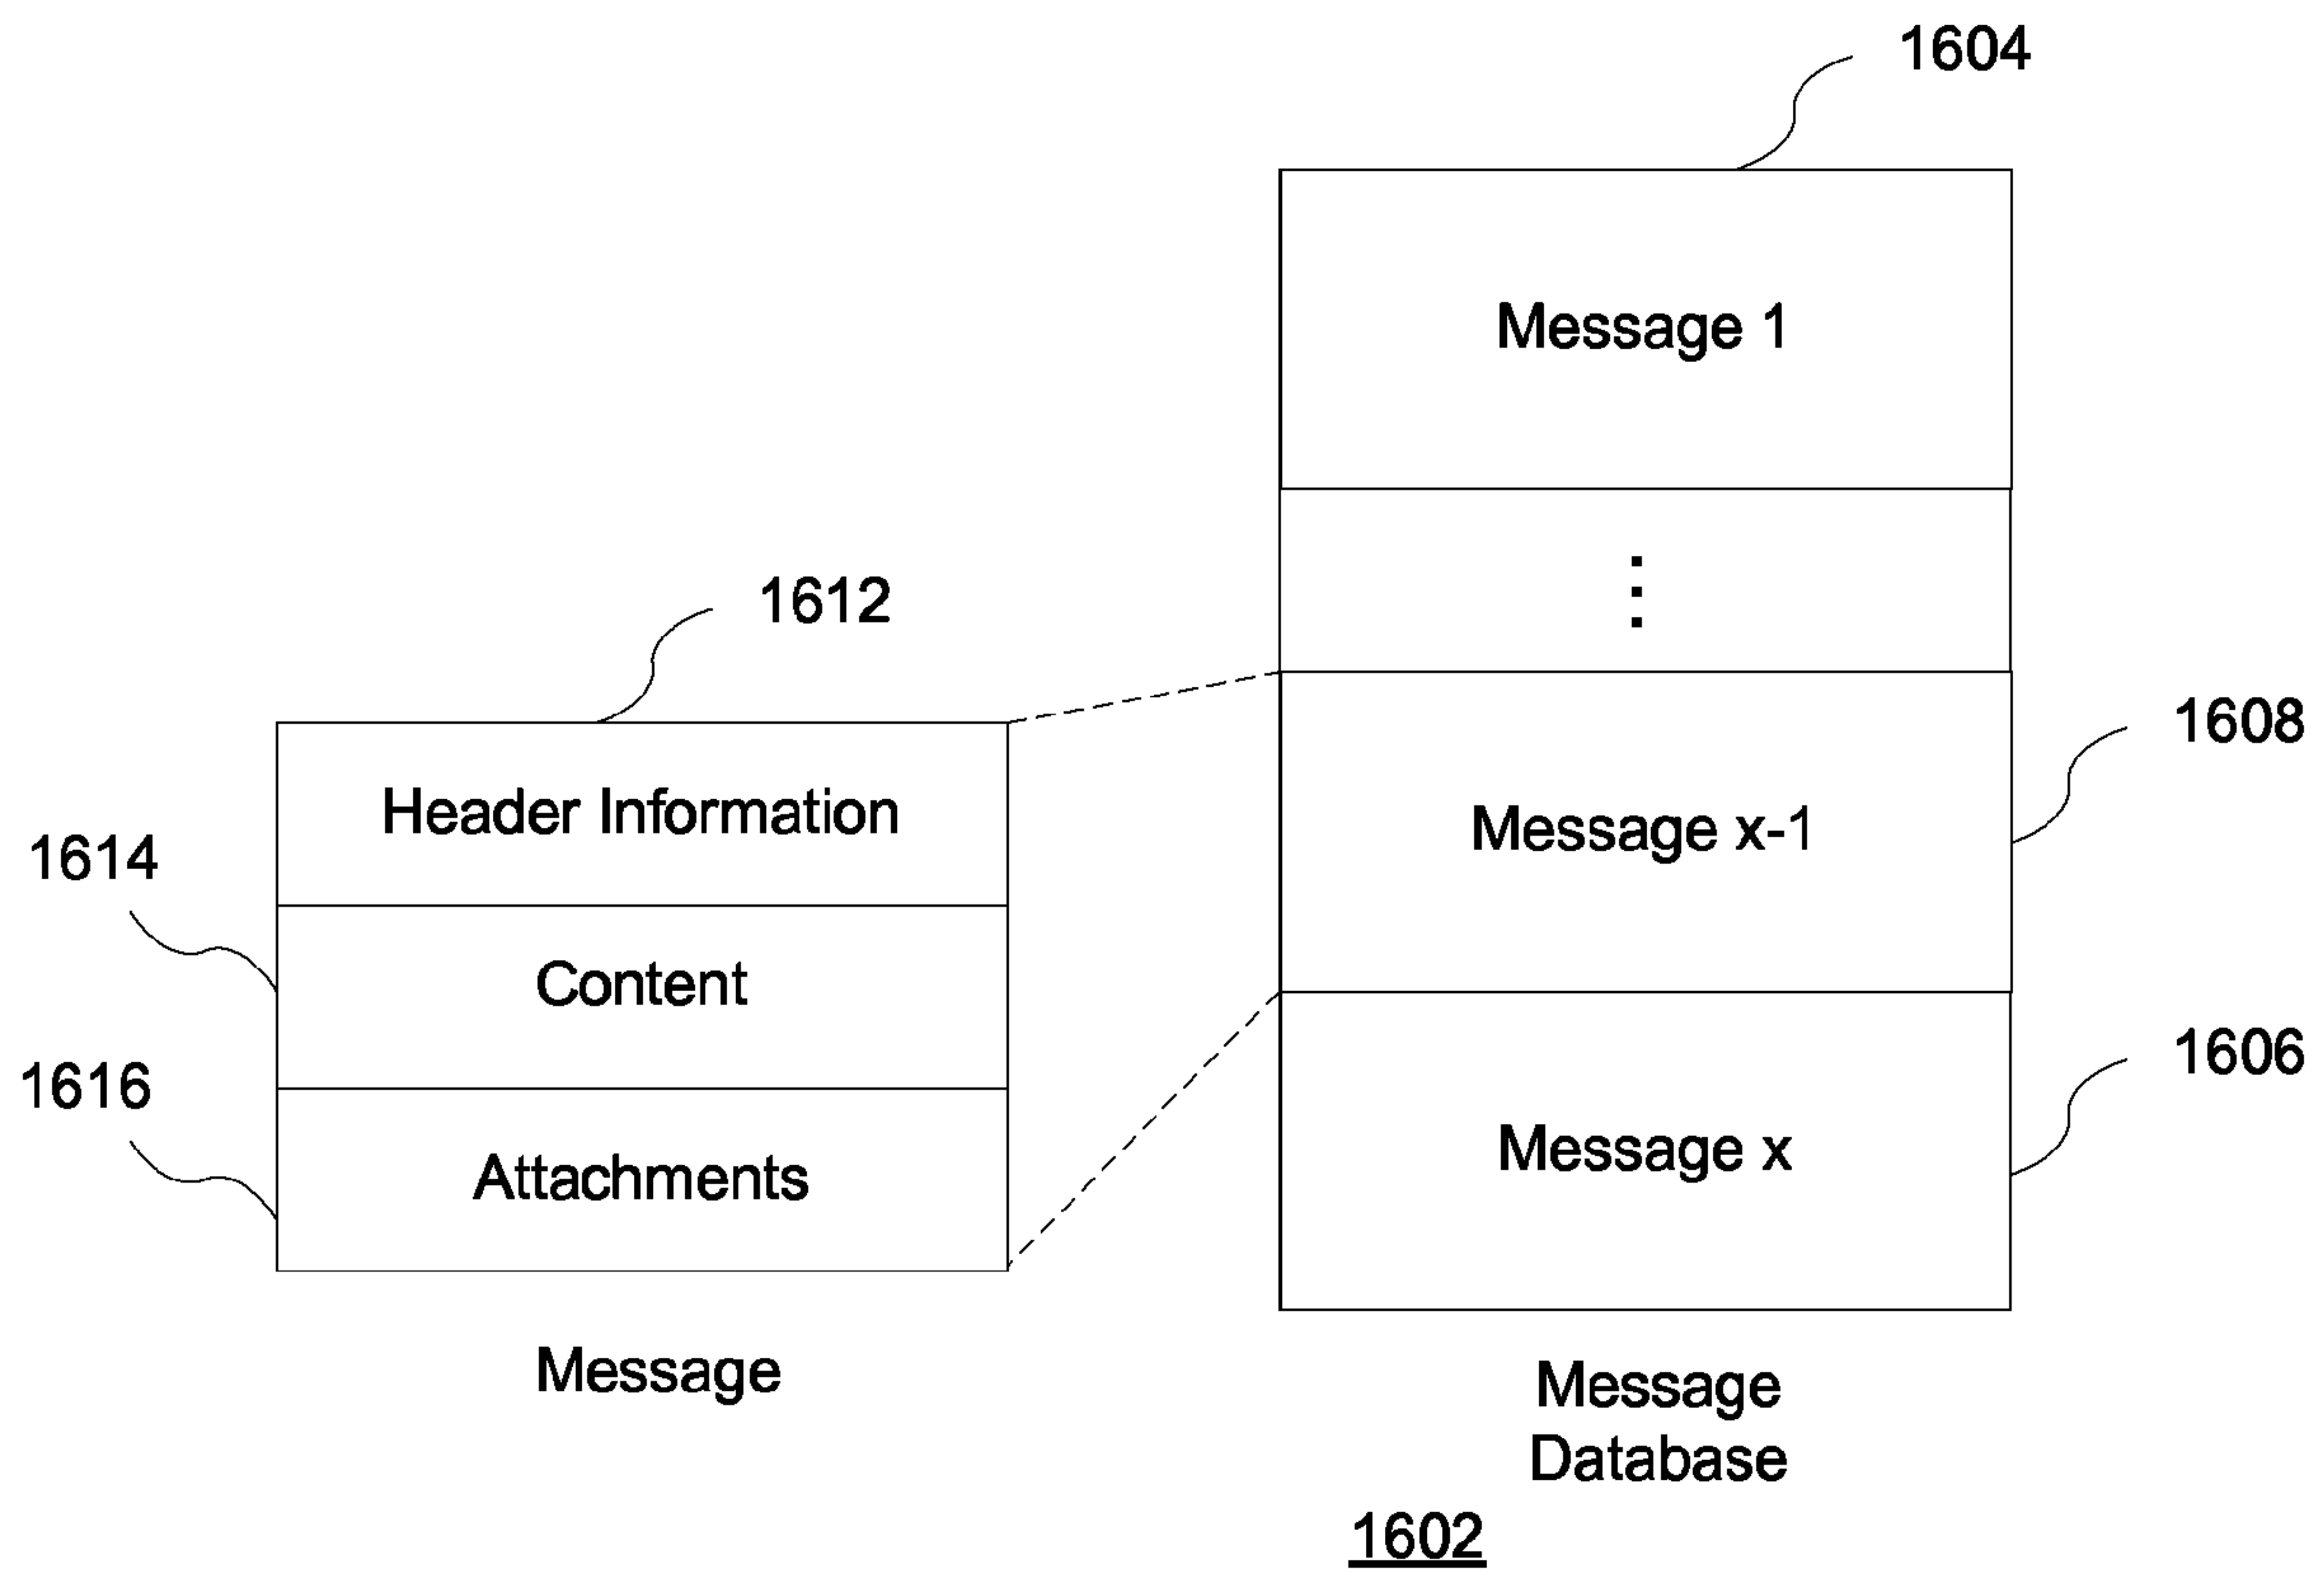 1604
Message 1
⋮
1612
1608
Header Information
Message x-1
1614
Content
1606
1616
Message x
Attachments
Message
Message
Database
1602